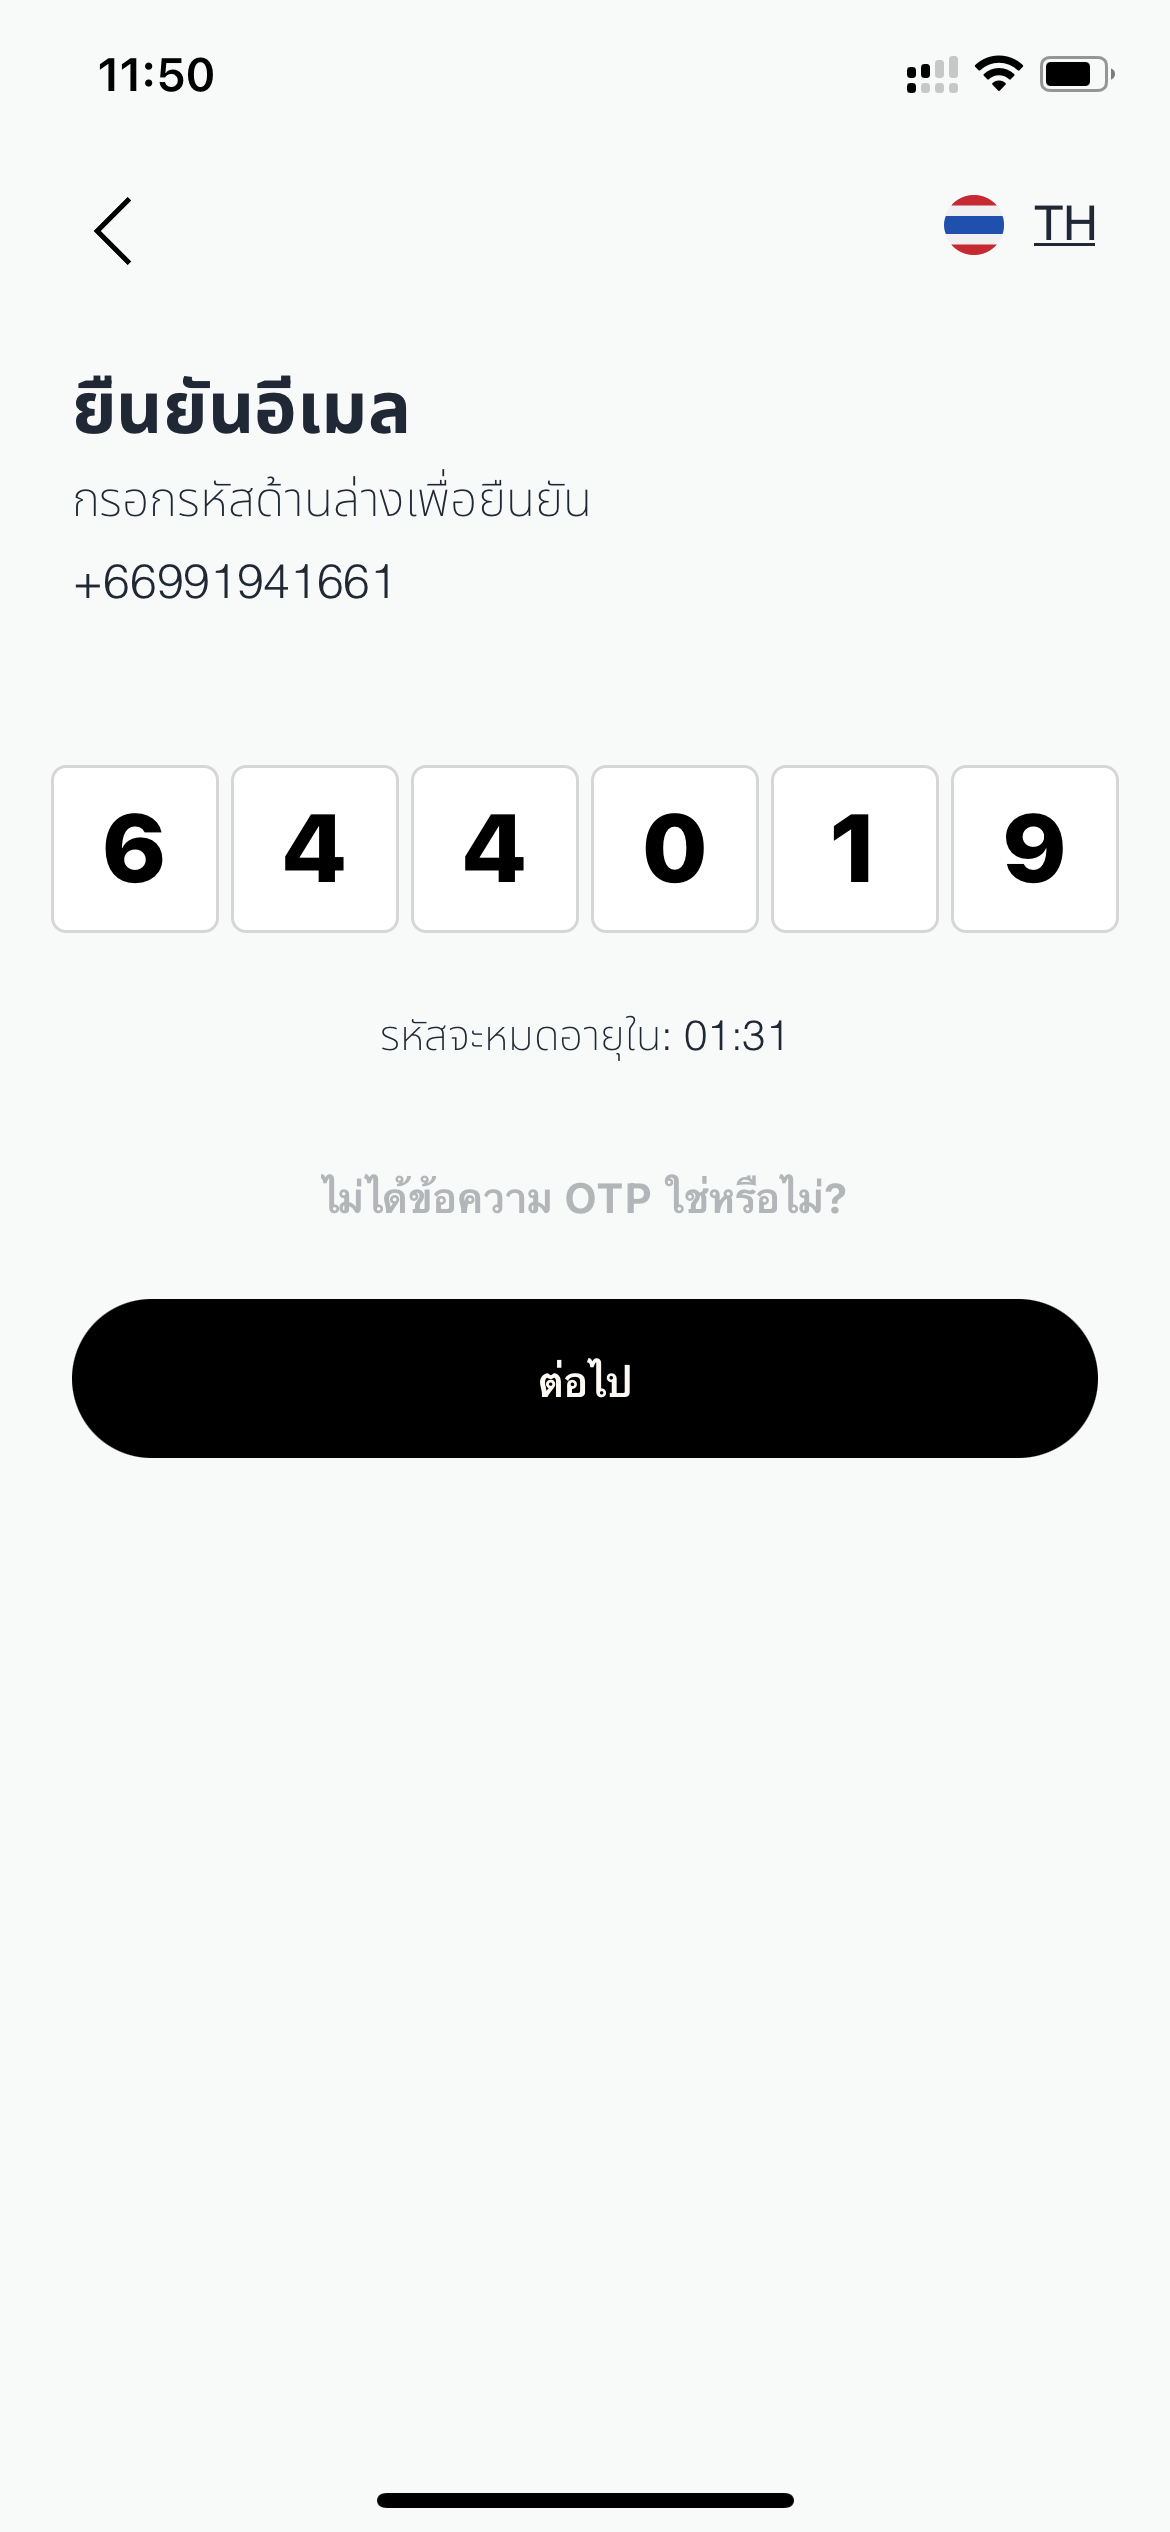 11:50
TH
ยืนยันอีเมล
กรอกรหัสด้านล่างเพื่อยืนยัน
+66991941661
6 4 4 0 1 9
รหัสจะหมดอายุใน: 01:31
ไม่ได้ข้อความ OTP ใช่หรือไม่?
ต่อไป